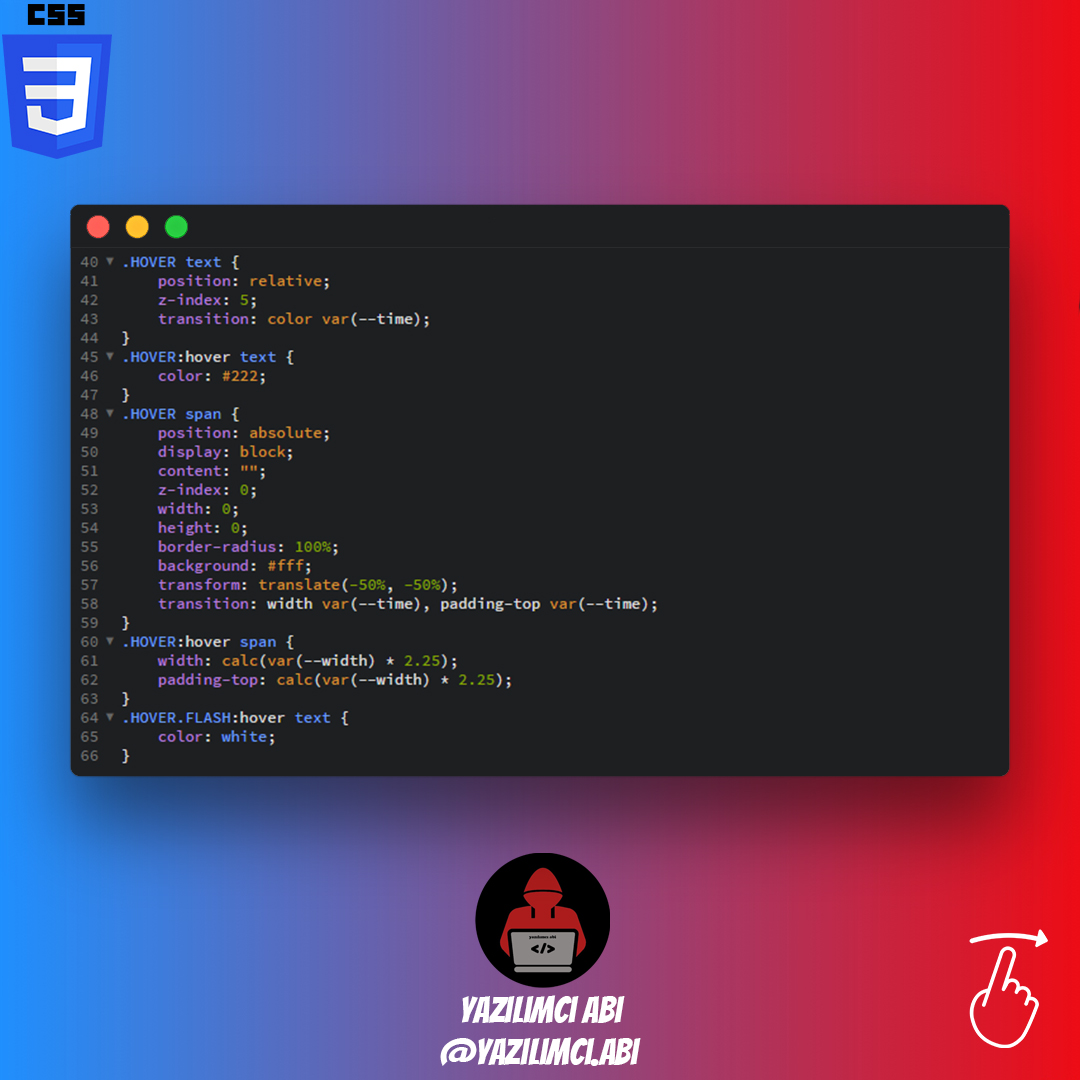 CSS
40 .HOVER text {
41 position: relative;
42 z-index: 5;
43 transition: color var(--time);
44 }
45 .HOVER:hover text {
46 color: #222;
47 }
48 .HOVER span {
49 position: absolute;
50 display: block;
51 content: "";
52 z-index: 0;
53 width: 0;
54 height: 0;
55 border-radius: 100%;
56 background: #fff;
57 transform: translate(-50%, -50%);
58 transition: width var(--time), padding-top var(--time);
59 }
60 .HOVER:hover span {
61 width: calc(var(--width) * 2.25);
62 padding-top: calc(var(--width) * 2.25);
63 }
64 .HOVER.FLASH:hover text {
65 color: white;
66 }
yazılımcı.abi
</>
YAZILIMCI ABI
@YAZILIMCI.ABI